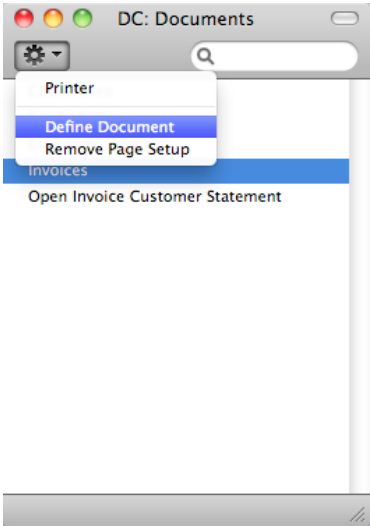 DC: Documents
Printer
Define Document
Remove Page Setup
Invoices
Open Invoice Customer Statement